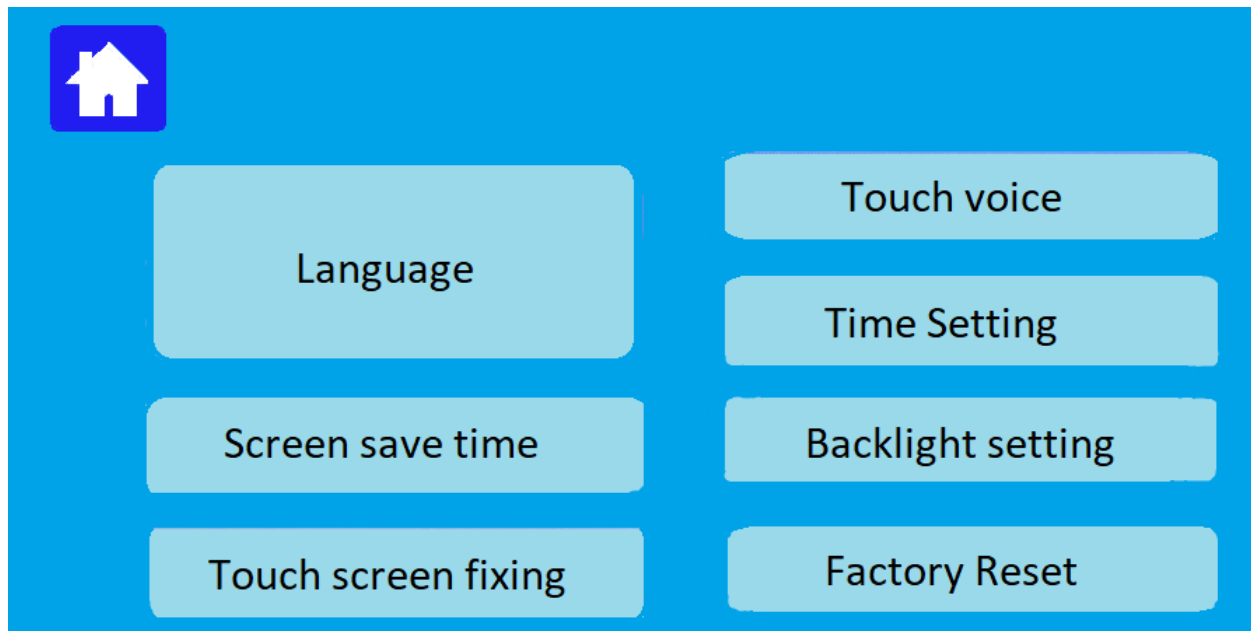 Language
Screen save time
Touch screen fixing
Touch voice
Time Setting
Backlight setting
Factory Reset